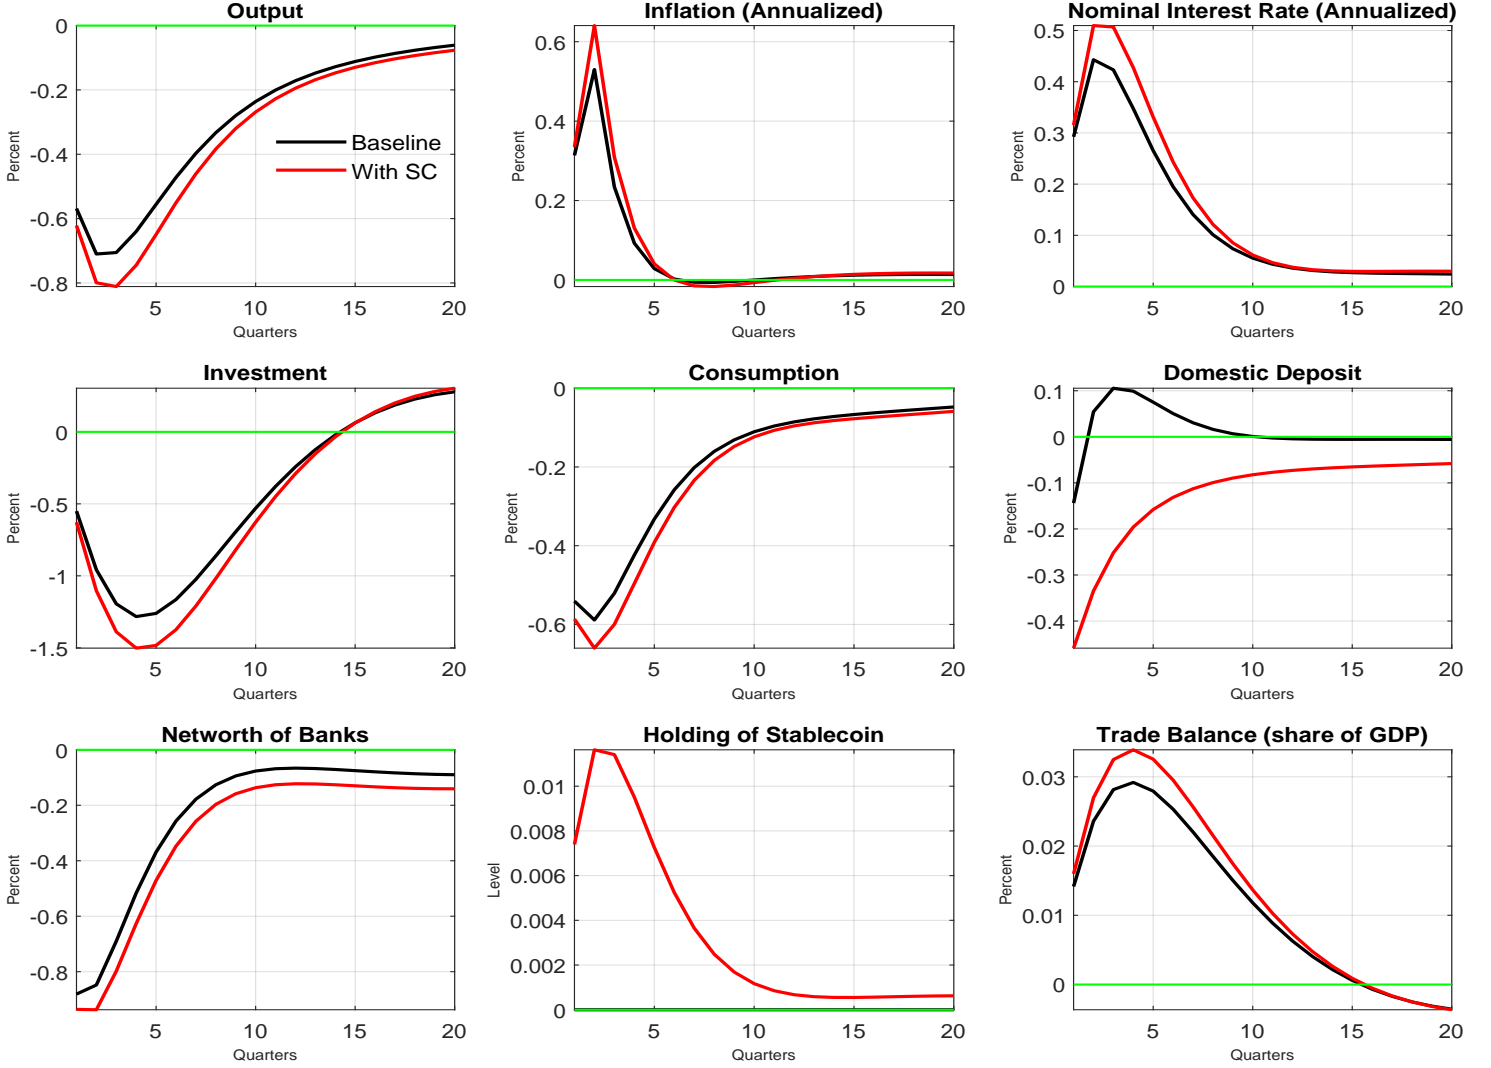 Output
Inflation (Annualized)
Nominal Interest Rate (Annualized)
0
-0.2
-0.4
-0.6
-0.8
Percent
Baseline
With SC
5
10
15
20
Quarters
0.6
0.4
0.2
0
Percent
5
10
15
20
Quarters
0.5
0.4
0.3
0.2
0.1
0
Percent
5
10
15
20
Quarters
Investment
Consumption
Domestic Deposit
0
-0.5
-1
-1.5
Percent
5
10
15
20
Quarters
0
-0.2
-0.4
-0.6
Percent
5
10
15
20
Quarters
0.1
0
-0.1
-0.2
-0.3
-0.4
Percent
5
10
15
20
Quarters
Networth of Banks
Holding of Stablecoin
Trade Balance (share of GDP)
0
-0.2
-0.4
-0.6
-0.8
Percent
5
10
15
20
Quarters
0.01
0.008
0.006
0.004
0.002
0
Level
5
10
15
20
Quarters
0.03
0.02
0.01
0
Percent
5
10
15
20
Quarters